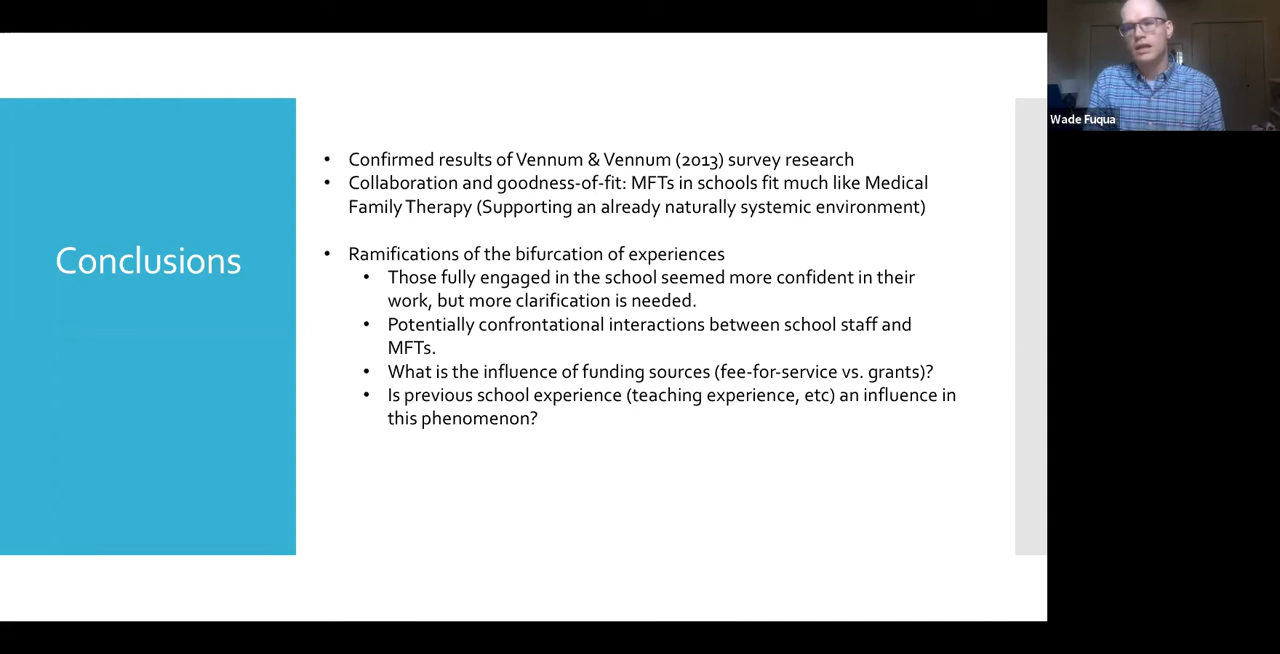 Conclusions
• Confirmed results of Vennum & Vennum (2013) survey research
• Collaboration and goodness-of-fit: MFTs in schools fit much like Medical
Family Therapy (Supporting an already naturally systemic environment)
• Ramifications of the bifurcation of experiences
• Those fully engaged in the school seemed more confident in their
work, but more clarification is needed.
• Potentially confrontational interactions between school staff and
MFTs.
• What is the influence of funding sources (fee-for-service vs. grants)?
• Is previous school experience (teaching experience, etc) an influence in
this phenomenon?
Wade Fuqua